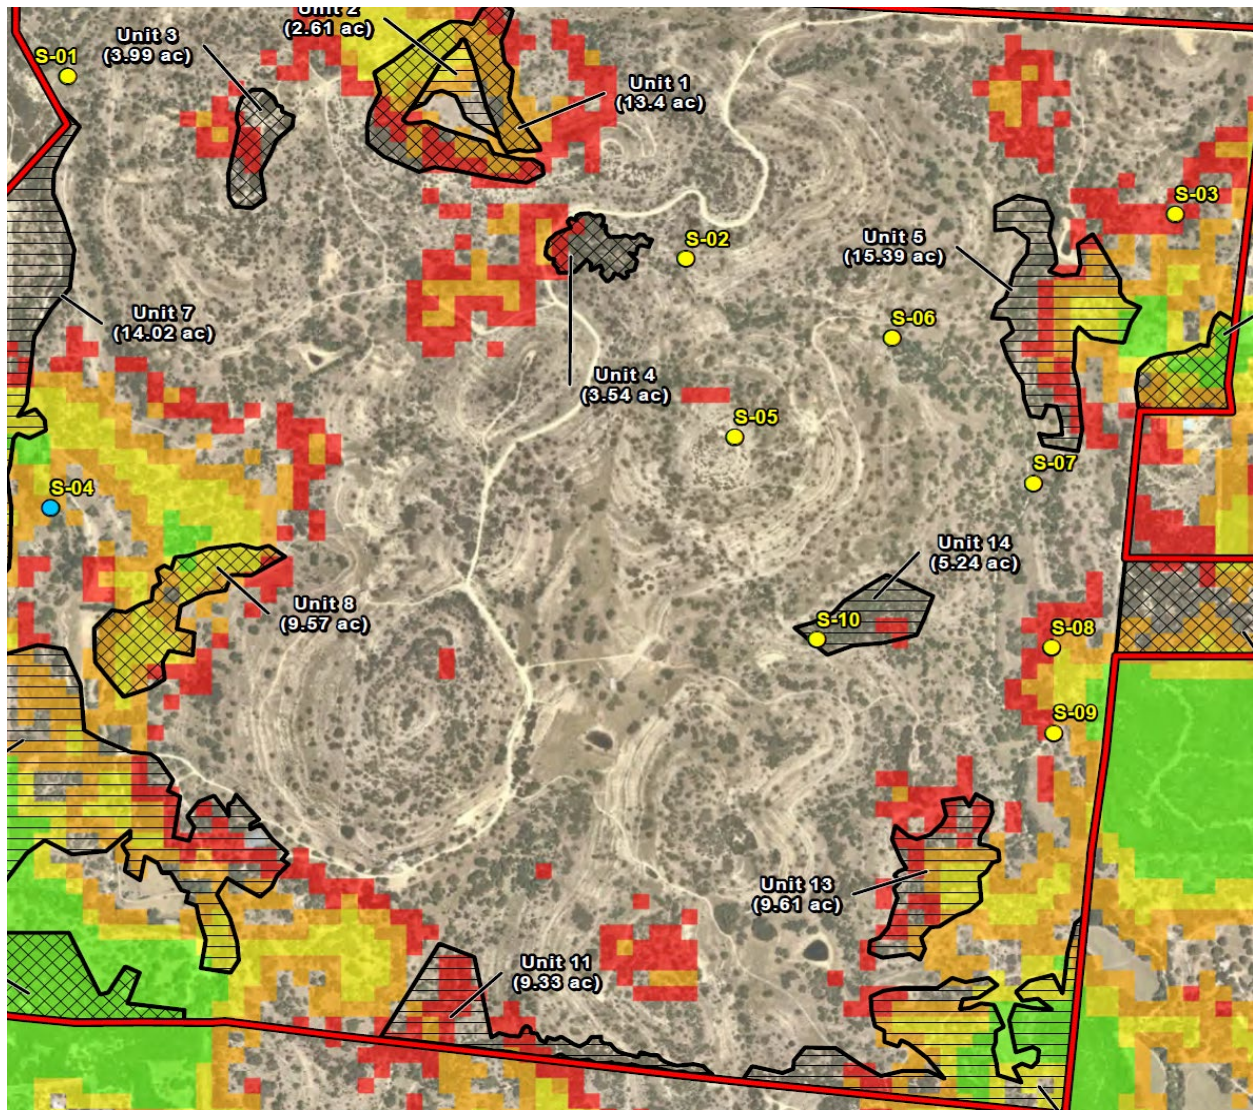 Unit 2
(2.61 ac)
Unit 3
(3.99 ac)
S-01
Unit 1
(13.4 ac)
S-03
S-02
Unit 5
(15.39 ac)
Unit 7
(14.02 ac)
S-06
Unit 4
(3.54 ac)
S-05
S-07
S-04
Unit 14
(5.24 ac)
Unit 8
(9.57 ac)
S-10
S-08
S-09
Unit 13
(9.61 ac)
Unit 11
(9.33 ac)